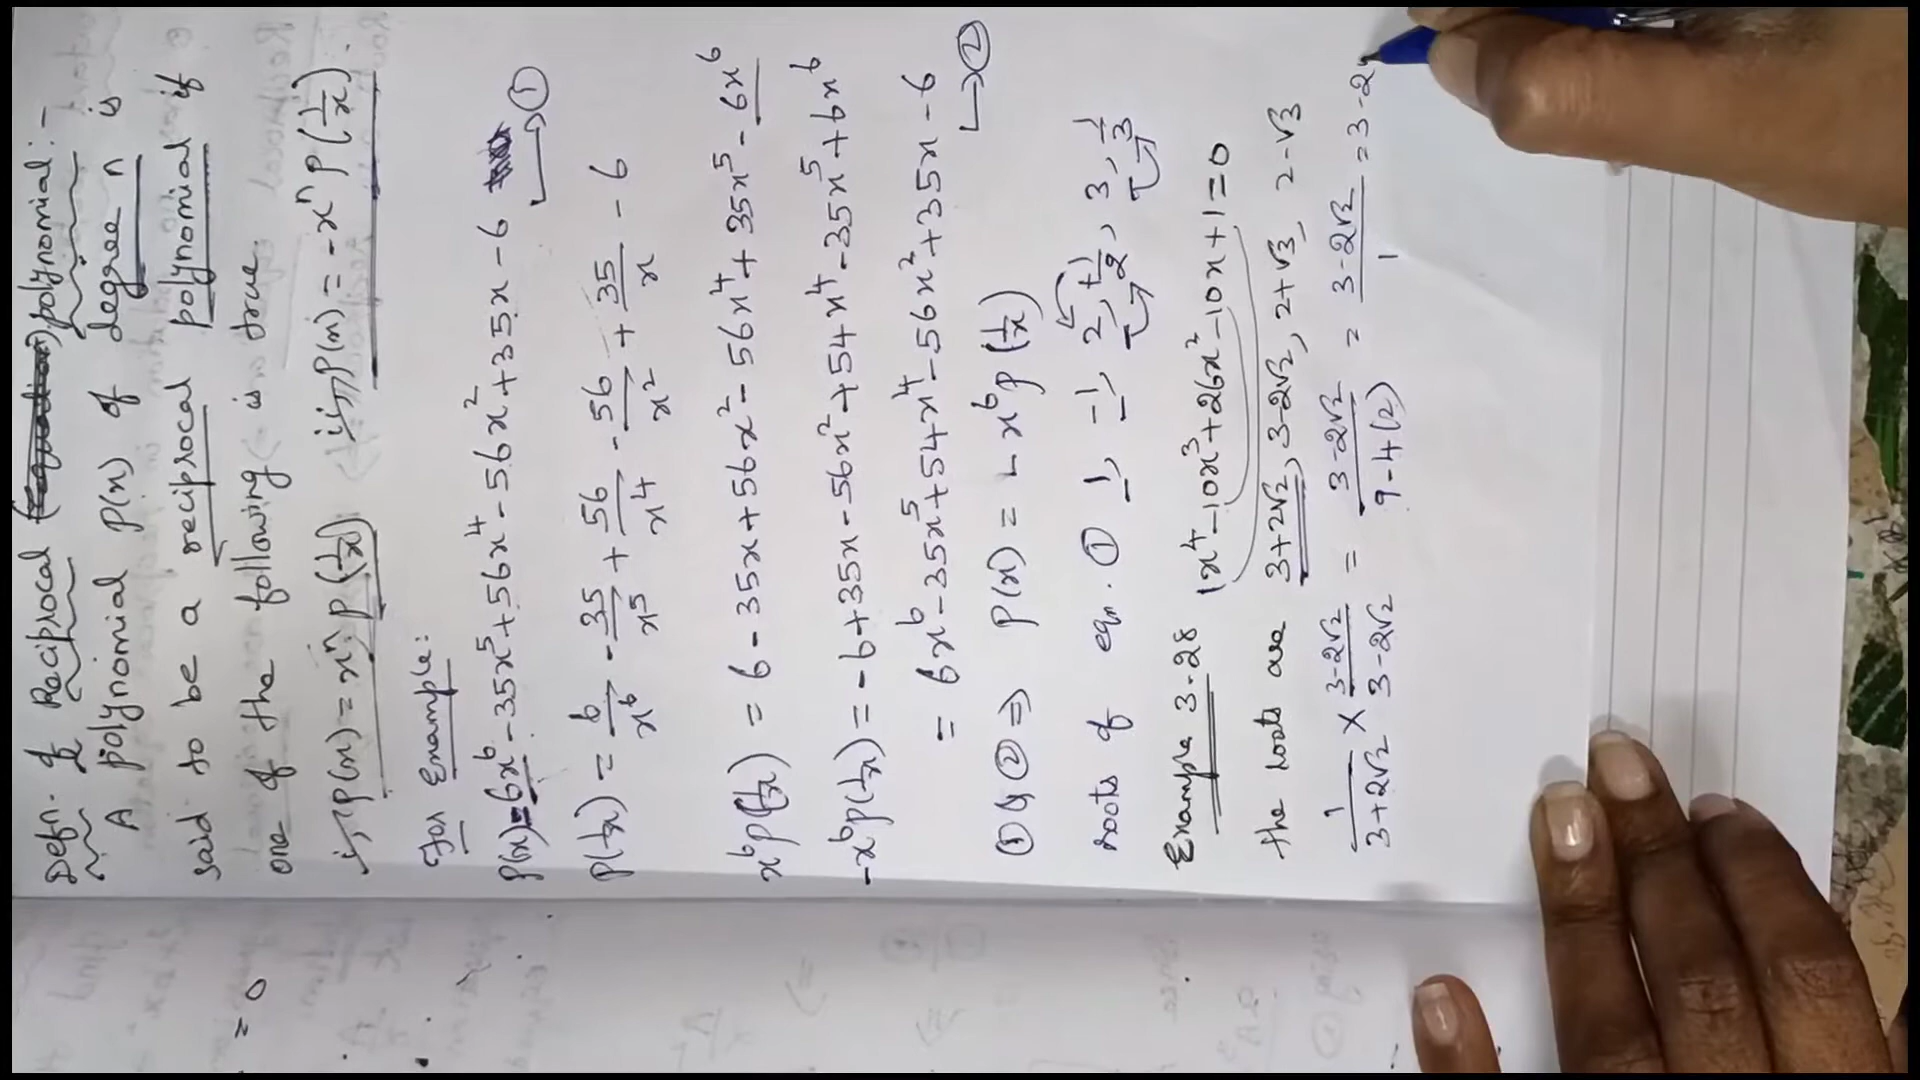 Defn. of Reciprocal polynomial:-
A polynomial P(x) of degree n is
said to be a reciprocal polynomial if
one of the following is true
i, P(x) = xⁿ P(1/x) ii, P(x) = -xⁿ P(1/x).
For Example:
P(x) = 6x⁶ - 35x⁵ + 56x⁴ - 56x² + 35x - 6 → ①
P(1/x) = 6/x⁶ - 35/x⁵ + 56/x⁴ - 56/x² + 35/x - 6
x⁶P(1/x) = 6 - 35x + 56x² - 56x⁴ + 35x⁵ - 6x⁶
-x⁶P(1/x) = -6 + 35x - 56x² + 54x⁴ - 35x⁵ + 6x⁶
= 6x⁶ - 35x⁵ + 54x⁴ - 56x² + 35x - 6 → ②
① & ② ⇒ P(x) = -x⁶P(1/x)
roots of eqn. ① 1, -1, 2, 1/2, 3, 1/3
Example 3-28 1x⁴ - 10x³ + 26x² - 10x + 1 = 0
the roots are 3+2√2, 3-2√2, 2+√3, 2-√3
1/(3+2√2) × (3-2√2)/(3-2√2) = (3-2√2)/(9-4(2)) = (3-2√2)/1 = 3-2
= 0